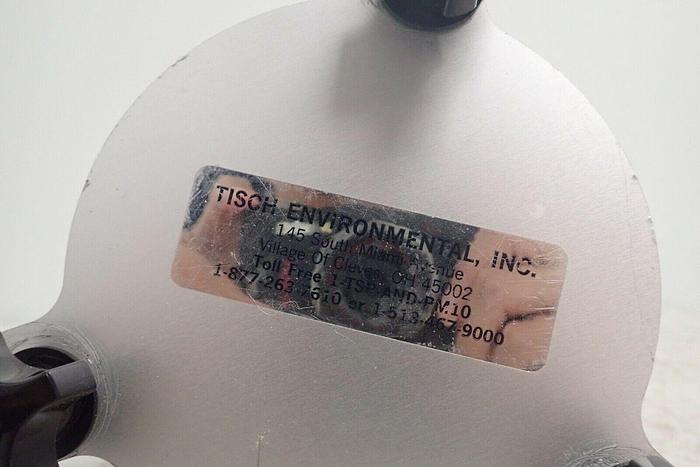 TISCH ENVIRONMENTAL, INC.
145 South Miami Avenue
Village Of Cleves, OH 45002
Toll Free 1-TSP-AND-PM10
1-877-263-7610 or 1-513-467-9000